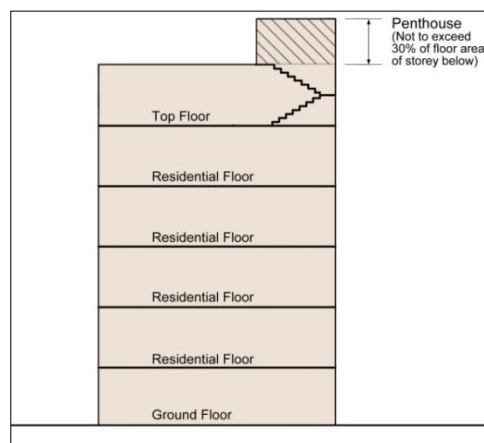 Penthouse
(Not to exceed
30% of floor area
of storey below)
Top Floor
Residential Floor
Residential Floor
Residential Floor
Residential Floor
Ground Floor